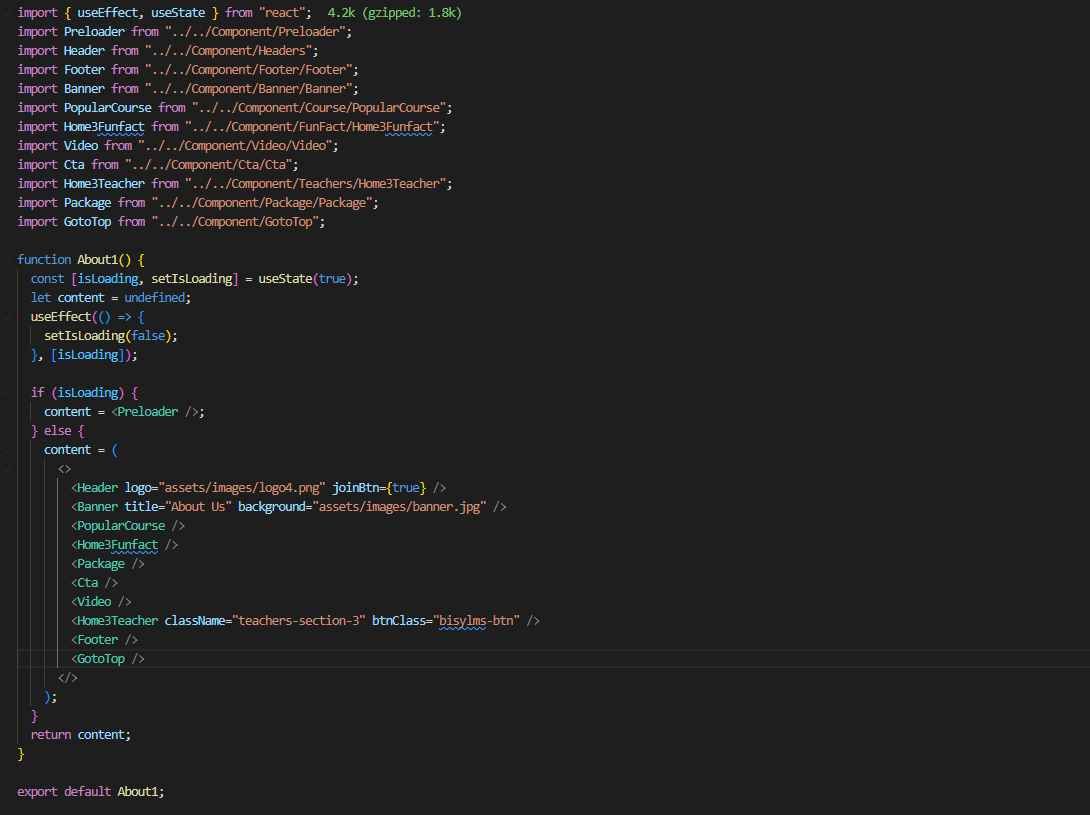 import { useEffect, useState } from "react";  4.2k (gzipped: 1.8k)
import Preloader from "../../Component/Preloader";
import Header from "../../Component/Headers";
import Footer from "../../Component/Footer/Footer";
import Banner from "../../Component/Banner/Banner";
import PopularCourse from "../../Component/Course/PopularCourse";
import Home3Funfact from "../../Component/FunFact/Home3Funfact";
import Video from "../../Component/Video/Video";
import Cta from "../../Component/Cta/Cta";
import Home3Teacher from "../../Component/Teachers/Home3Teacher";
import Package from "../../Component/Package/Package";
import GotoTop from "../../Component/GotoTop";

function About1() {
  const [isLoading, setIsLoading] = useState(true);
  let content = undefined;
  useEffect(() => {
    setIsLoading(false);
  }, [isLoading]);

  if (isLoading) {
    content = <Preloader />;
  } else {
    content = (
      <>
        <Header logo="assets/images/logo4.png" joinBtn={true} />
        <Banner title="About Us" background="assets/images/banner.jpg" />
        <PopularCourse />
        <Home3Funfact />
        <Package />
        <Cta />
        <Video />
        <Home3Teacher className="teachers-section-3" btnClass="bisylms-btn" />
        <Footer />
        <GotoTop />
      </>
    );
  }
  return content;
}

export default About1;